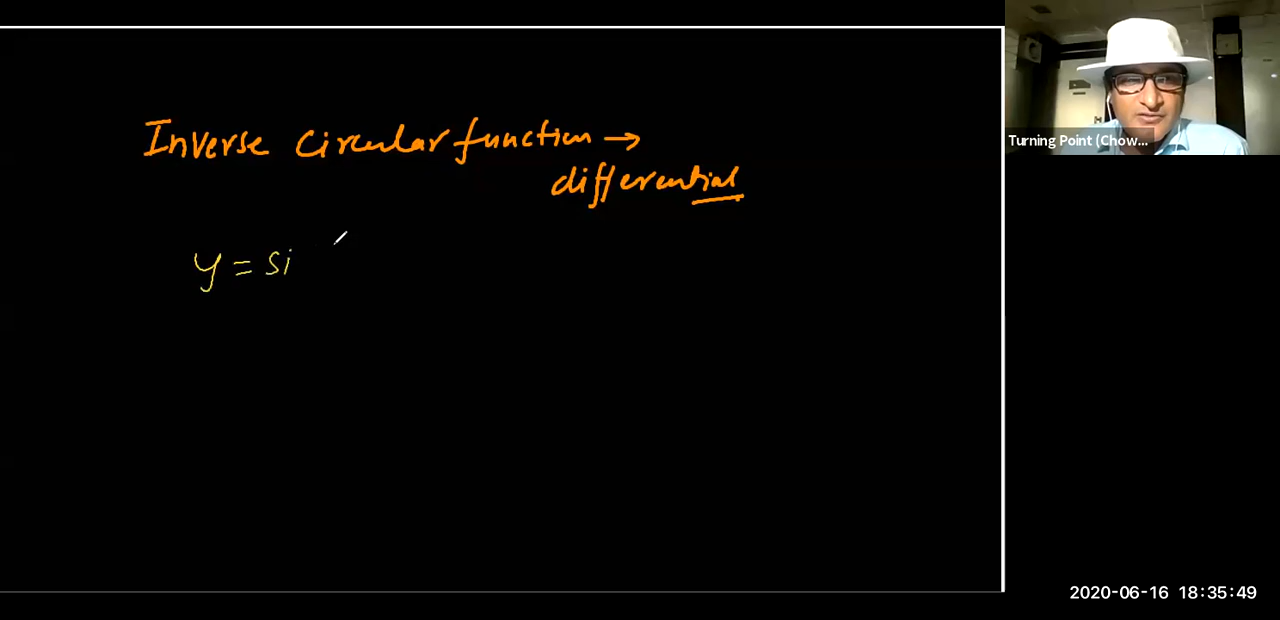 Inverse circular function →
differential
y = si
Turning Point (Chow...
2020-06-16 18:35:49